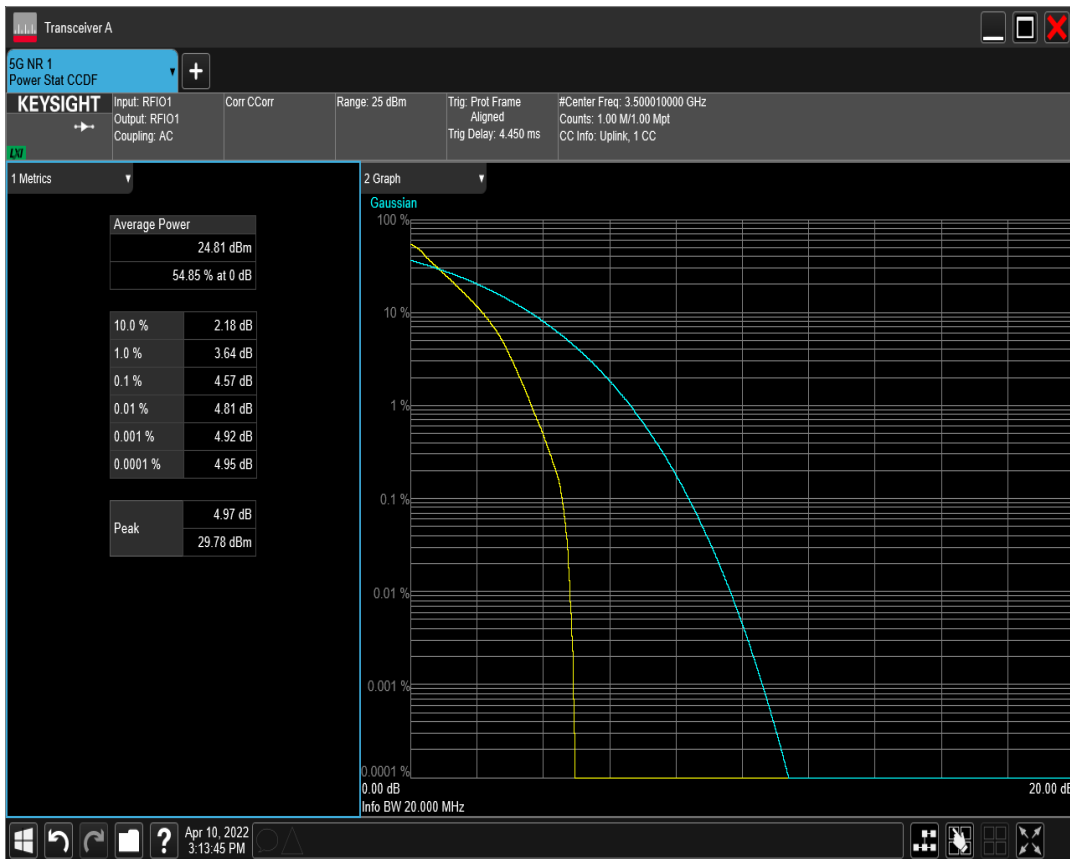 Transceiver A
5G NR 1
Power Stat CCDF
+
KEYSIGHT
LXI
Input: RFIO1
Output: RFIO1
Coupling: AC
Corr CCorr
Range: 25 dBm
Trig: Prot Frame
Aligned
Trig Delay: 4.450 ms
#Center Freq: 3.500010000 GHz
Counts: 1.00 M/1.00 Mpt
CC Info: Uplink, 1 CC
1 Metrics
Average Power
24.81 dBm
54.85 % at 0 dB
10.0 % 2.18 dB
1.0 % 3.64 dB
0.1 % 4.57 dB
0.01 % 4.81 dB
0.001 % 4.92 dB
0.0001 % 4.95 dB
Peak
4.97 dB
29.78 dBm
2 Graph
Gaussian
100 %
10 %
1 %
0.1 %
0.01 %
0.001 %
0.0001 %
0.00 dB
20.00 dB
Info BW 20.000 MHz
?
Apr 10, 2022
3:13:45 PM